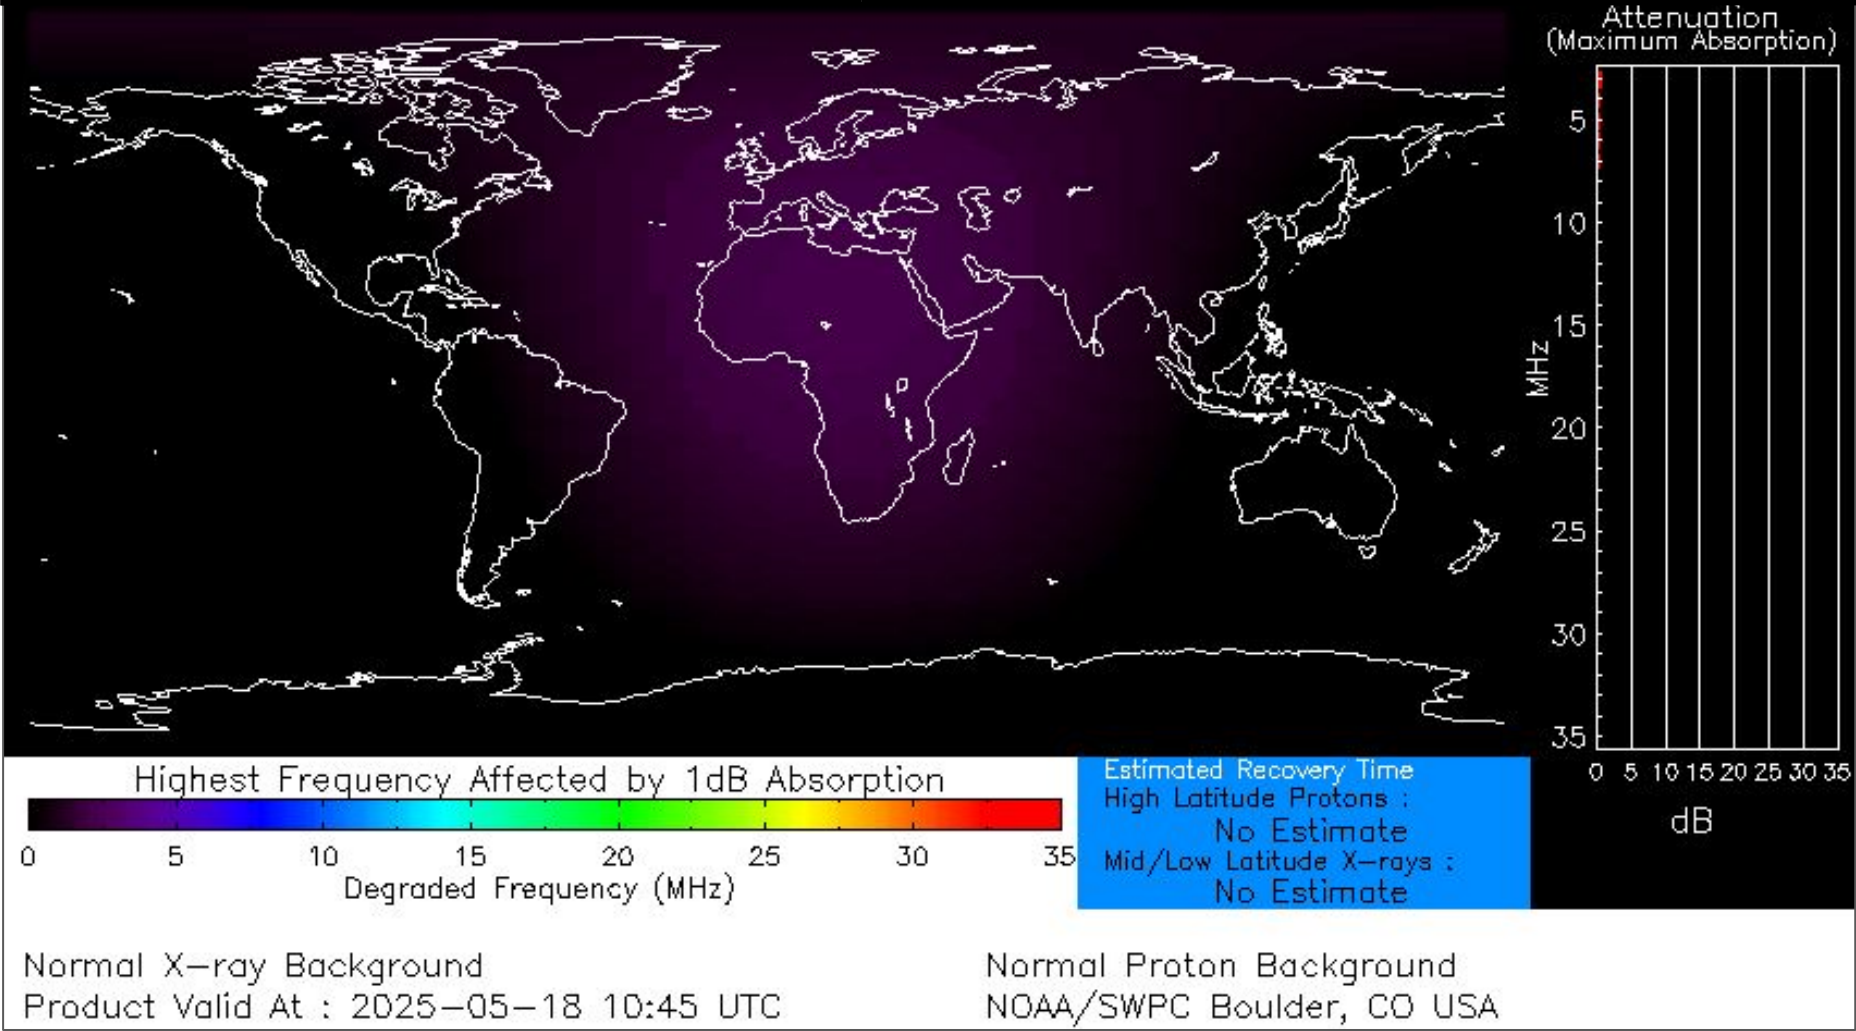 Attenuation
(Maximum Absorption)
5
10
15
20
25
30
35
MHz
0 5 10 15 20 25 30 35
dB
Highest Frequency Affected by 1dB Absorption
0 5 10 15 20 25 30 35
Degraded Frequency (MHz)
Estimated Recovery Time
High Latitude Protons :
No Estimate
Mid/Low Latitude X-rays :
No Estimate
Normal X-ray Background
Product Valid At : 2025-05-18 10:45 UTC
Normal Proton Background
NOAA/SWPC Boulder, CO USA